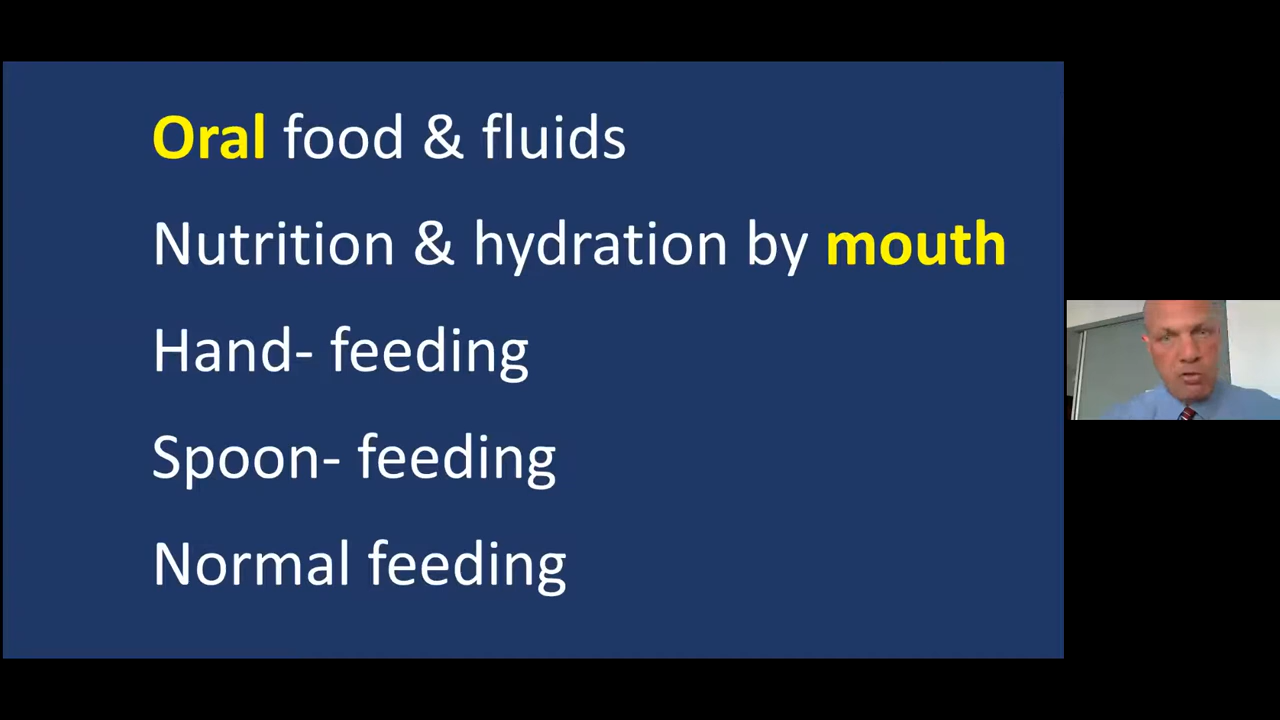 Oral food & fluids
Nutrition & hydration by mouth
Hand- feeding
Spoon- feeding
Normal feeding